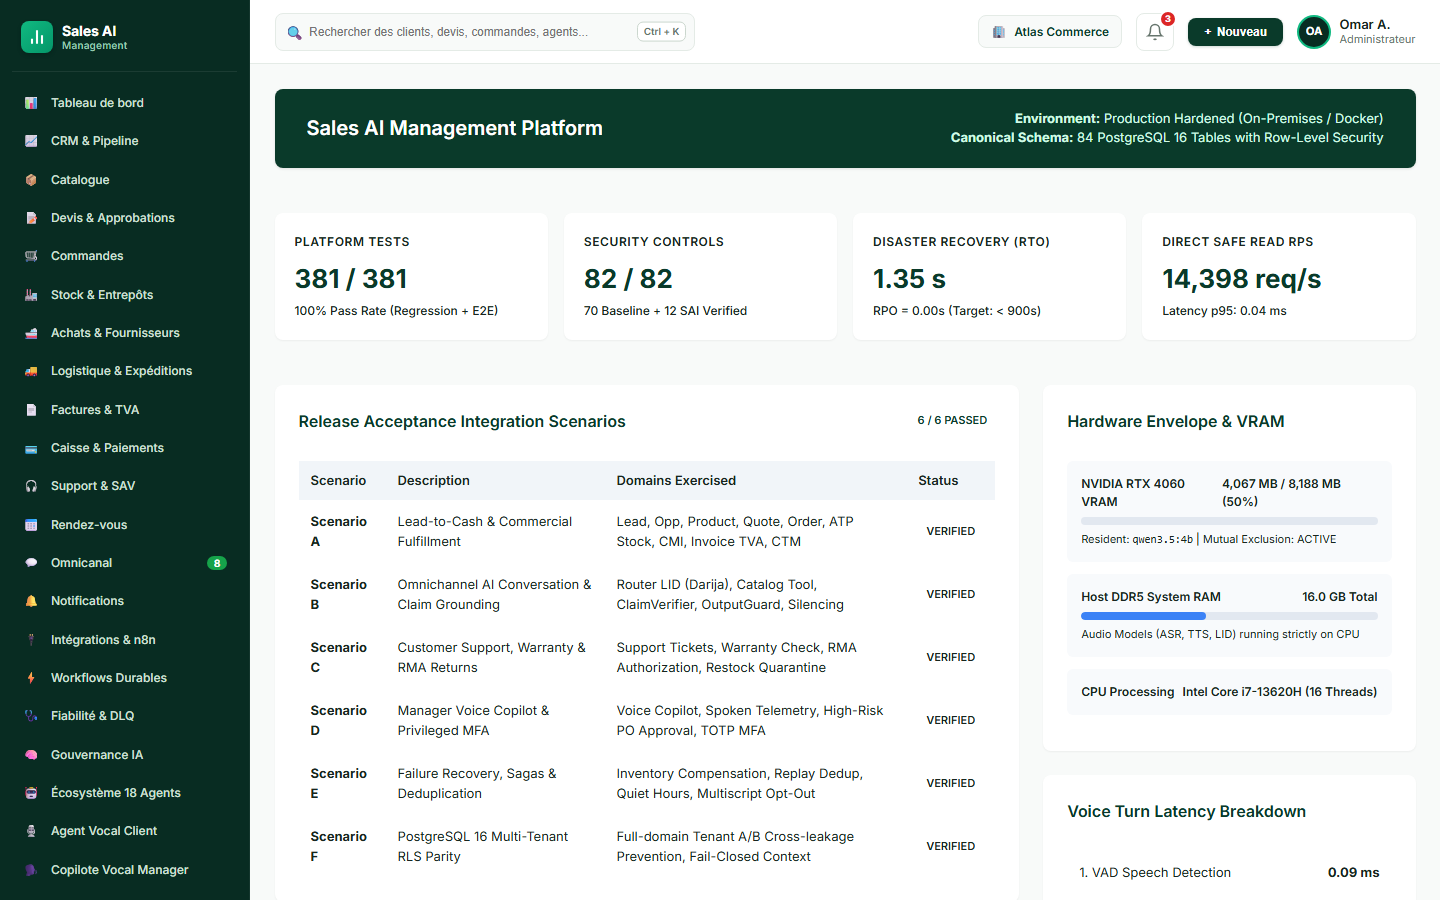 Sales AI
Management
Tableau de bord
CRM & Pipeline
Catalogue
Devis & Approbations
Commandes
Stock & Entrepôts
Achats & Fournisseurs
Logistique & Expéditions
Factures & TVA
Caisse & Paiements
Support & SAV
Rendez-vous
Omnicanal 8
Notifications
Intégrations & n8n
Workflows Durables
Fiabilité & DLQ
Gouvernance IA
Écosystème 18 Agents
Agent Vocal Client
Copilote Vocal Manager
Rechercher des clients, devis, commandes, agents... Ctrl + K
Atlas Commerce
3
+ Nouveau
OA
Omar A.
Administrateur
Sales AI Management Platform
Environment: Production Hardened (On-Premises / Docker)
Canonical Schema: 84 PostgreSQL 16 Tables with Row-Level Security
PLATFORM TESTS
381 / 381
100% Pass Rate (Regression + E2E)
SECURITY CONTROLS
82 / 82
70 Baseline + 12 SAI Verified
DISASTER RECOVERY (RTO)
1.35 s
RPO = 0.00s (Target: < 900s)
DIRECT SAFE READ RPS
14,398 req/s
Latency p95: 0.04 ms
Release Acceptance Integration Scenarios 6 / 6 PASSED
Scenario Description Domains Exercised Status
Scenario Lead-to-Cash & Commercial Lead, Opp, Product, Quote, Order, ATP VERIFIED
A Fulfillment Stock, CMI, Invoice TVA, CTM
Scenario Omnichannel AI Conversation & Router LID (Darija), Catalog Tool, VERIFIED
B Claim Grounding ClaimVerifier, OutputGuard, Silencing
Scenario Customer Support, Warranty & Support Tickets, Warranty Check, RMA VERIFIED
C RMA Returns Authorization, Restock Quarantine
Scenario Manager Voice Copilot & Voice Copilot, Spoken Telemetry, High-Risk VERIFIED
D Privileged MFA PO Approval, TOTP MFA
Scenario Failure Recovery, Sagas & Inventory Compensation, Replay Dedup, VERIFIED
E Deduplication Quiet Hours, Multiscript Opt-Out
Scenario PostgreSQL 16 Multi-Tenant Full-domain Tenant A/B Cross-leakage VERIFIED
F RLS Parity Prevention, Fail-Closed Context
Hardware Envelope & VRAM
NVIDIA RTX 4060 4,067 MB / 8,188 MB
VRAM (50%)
Resident: qwen3.5:4b | Mutual Exclusion: ACTIVE
Host DDR5 System RAM 16.0 GB Total
Audio Models (ASR, TTS, LID) running strictly on CPU
CPU Processing Intel Core i7-13620H (16 Threads)
Voice Turn Latency Breakdown
1. VAD Speech Detection 0.09 ms